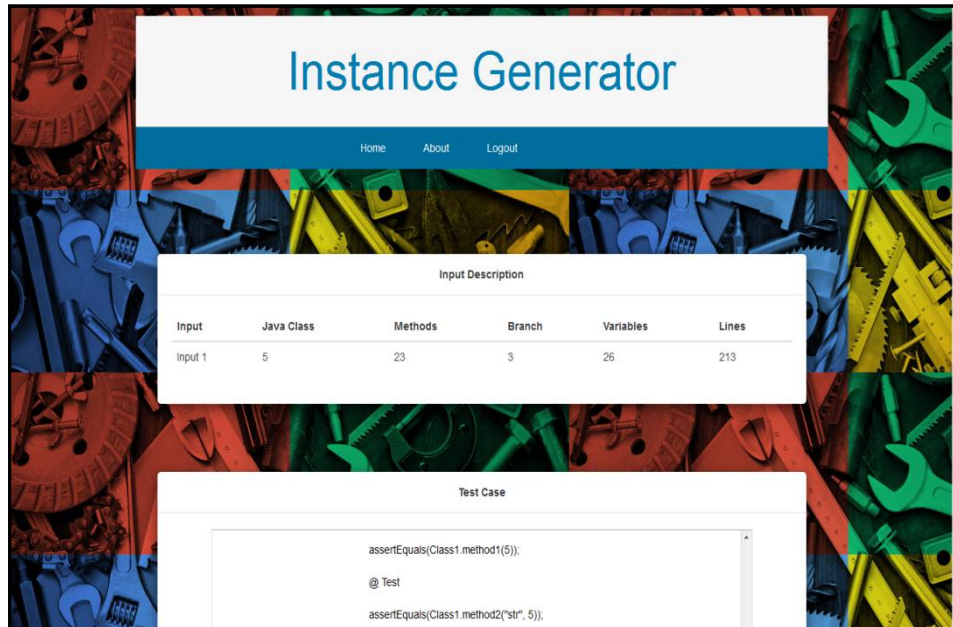 Instance Generator
Home About Logout
Input Description
Input Java Class Methods Branch Variables Lines
Input 1 5 23 3 26 213
Test Case
assertEquals(Class1.method1(5));
@ Test
assertEquals(Class1.method2("str", 5));